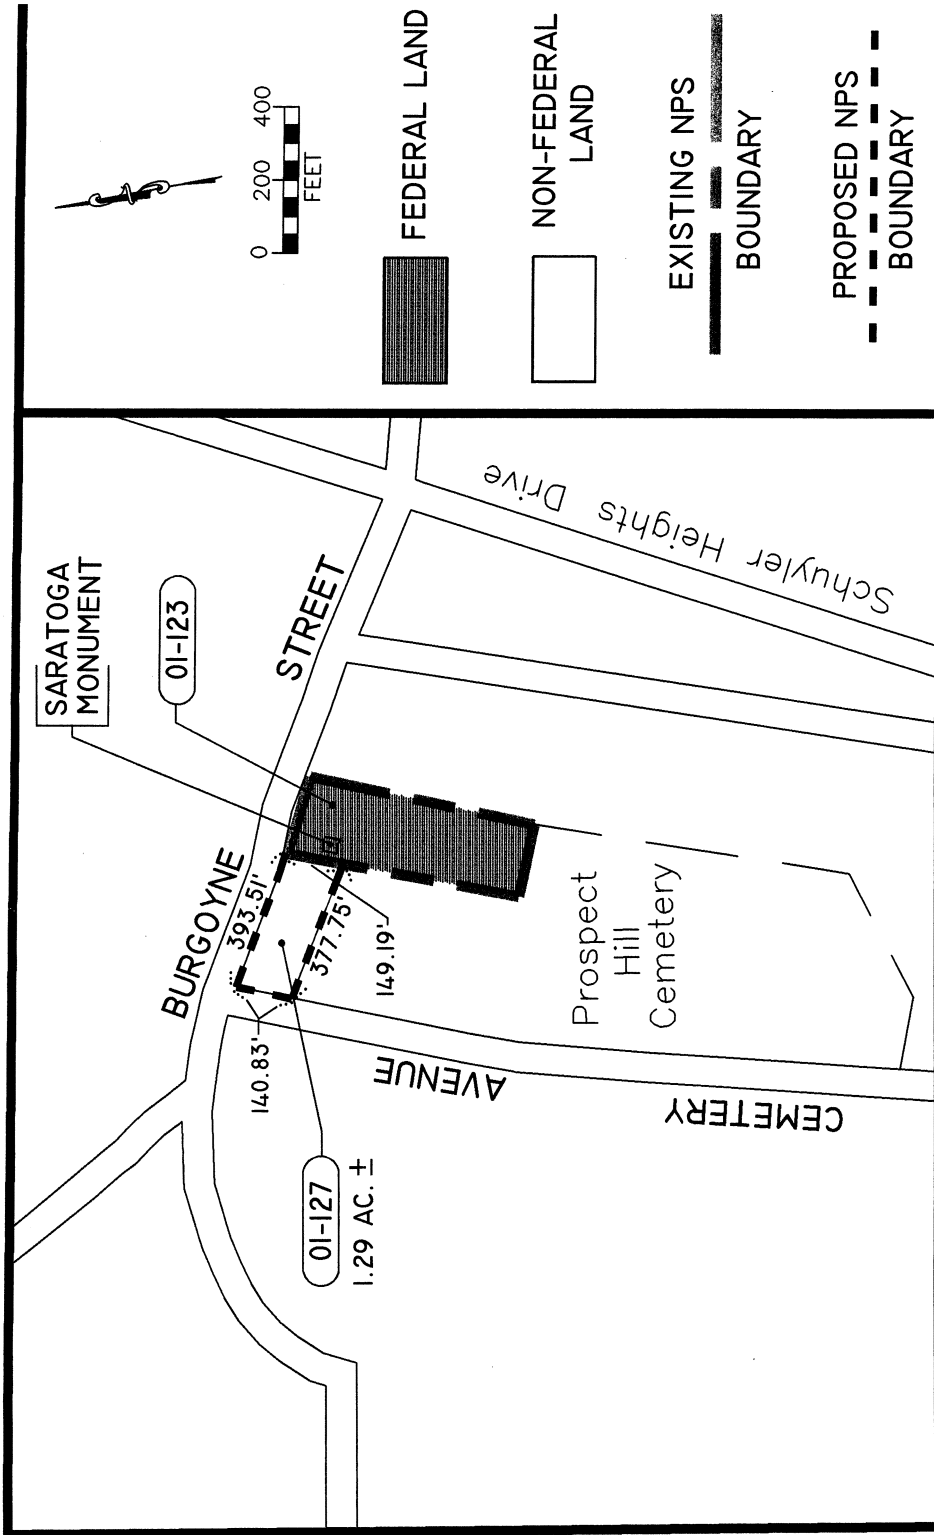 SARATOGA
MONUMENT
01-123
BURGOYNE
STREET
393.51'
377.75'
149.19'
140.83'
01-127
1.29 AC. ±
CEMETERY
AVENUE
Prospect
Hill
Cemetery
Schuyler Heights Drive
0 200 400
FEET
FEDERAL LAND
NON-FEDERAL
LAND
EXISTING NPS
BOUNDARY
PROPOSED NPS
BOUNDARY